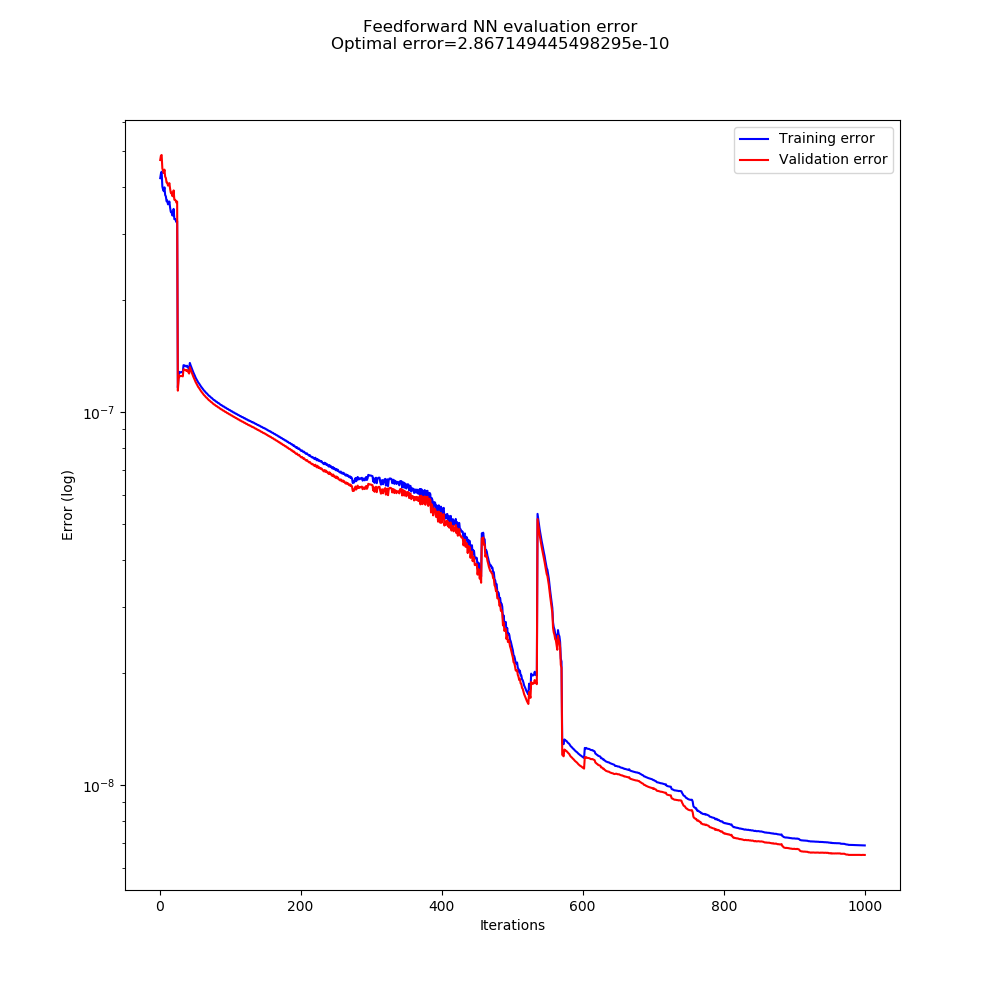 Feedforward NN evaluation error
Optimal error=2.867149445498295e-10
Training error
Validation error
10⁻⁷
10⁻⁸
Error (log)
0 200 400 600 800 1000
Iterations